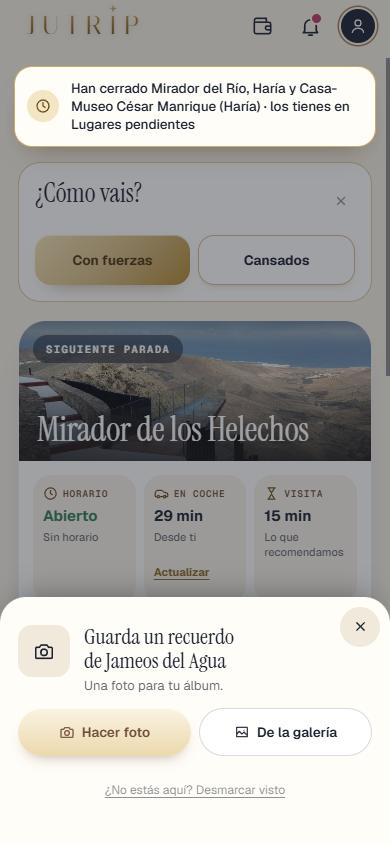 JUTRIP
Han cerrado Mirador del Río, Haría y Casa-
Museo César Manrique (Haría) · los tienen en
Lugares pendientes
¿Cómo vais?
Con fuerzas
Cansados
SIGUIENTE PARADA
Mirador de los Helechos
HORARIO
Abierto
Sin horario
EN COCHE
29 min
Desde ti
Actualizar
VISITA
15 min
Lo que
recomendamos
Guarda un recuerdo
de Jameos del Agua
Una foto para tu álbum.
Hacer foto
De la galería
¿No estás aquí? Desmarcar visto